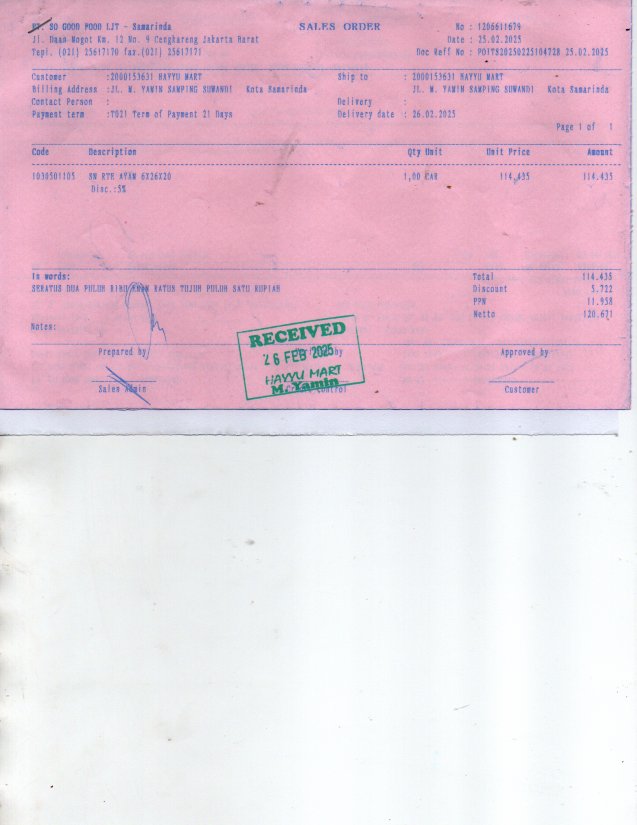 PT. SO GOOD FOOD IJT - Samarinda
SALES ORDER
No : 1206611679
Jl. Daan Mogot Km. 12 No. 9 Cengkareng Jakarta Barat
Date : 25.02.2025
Telp. (021) 25617170 fax.(021) 25617171
Doc Reff No : PO17820250225104728 25.02.2025
Customer :2000153631 HAYYU MART
Ship to : 2000153631 HAYYU MART
Billing Address :JL. M. YAMIN SAMPING SUWANDI Kota Samarinda
JL. M. YAMIN SAMPING SUWANDI Kota Samarinda
Contact Person :
Delivery :
Payment term :T021 Term of Payment 21 Days
Delivery date : 26.02.2025
Page 1 of 1
Code Description Qty Unit Unit Price Amount
1030501105 SN RTE AYAM 6X26X20 1,00 CAR 114,435 114.435
Disc.:5%
In words:
SERATUS DUA PULUH RIBU ENAM RATUS TUJUH PULUH SATU RUPIAH
Total 114.435
Discount 5.722
PPN 11.958
Netto 120.671
Notes:
Prepared by
by
Approved by
RECEIVED
26 FEB 2025
HAYYU MART
M. Yamin
Sales Admin
Control
Customer